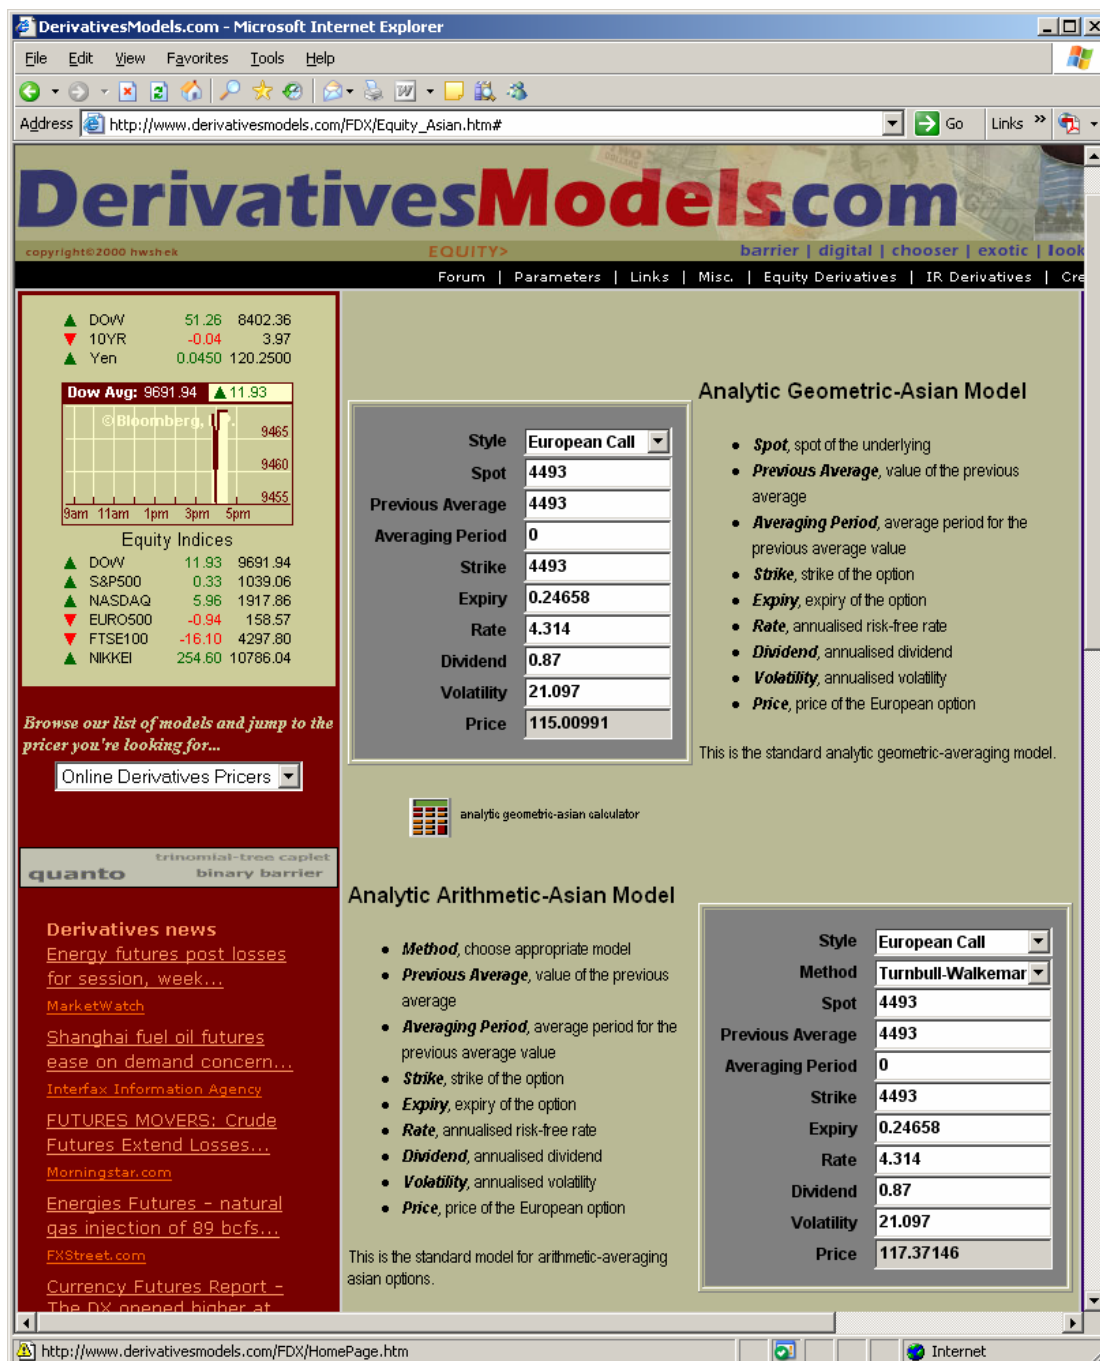 DerivativesModels.com - Microsoft Internet Explorer
File Edit View Favorites Tools Help
Address http://www.derivativesmodels.com/FDX/Equity_Asian.htm# Go Links »
DerivativesModels.com
copyright©2000 hwshek EQUITY> barrier | digital | chooser | exotic | look
Forum | Parameters | Links | Misc. | Equity Derivatives | IR Derivatives | Cre
DOW 51.26 8402.36
10YR -0.04 3.97
Yen 0.0450 120.2500
Dow Avg: 9691.94 11.93
©Bloomberg, L.P.
9465
9460
9455
9am 11am 1pm 3pm 5pm
Equity Indices
DOW 11.93 9691.94
S&P500 0.33 1039.06
NASDAQ 5.96 1917.86
EURO500 -0.94 158.57
FTSE100 -16.10 4297.80
NIKKEI 254.60 10786.04
Browse our list of models and jump to the
pricer you're looking for...
Online Derivatives Pricers
trinomial-tree caplet
quanto binary barrier
Derivatives news
Energy futures post losses
for session, week...
MarketWatch
Shanghai fuel oil futures
ease on demand concern...
Interfax Information Agency
FUTURES MOVERS: Crude
Futures Extend Losses...
Morningstar.com
Energies Futures – natural
gas injection of 89 bcfs...
FXStreet.com
Currency Futures Report –
The DX opened higher at
Style European Call
Spot 4493
Previous Average 4493
Averaging Period 0
Strike 4493
Expiry 0.24658
Rate 4.314
Dividend 0.87
Volatility 21.097
Price 115.00991
Analytic Geometric-Asian Model
• Spot, spot of the underlying
• Previous Average, value of the previous
average
• Averaging Period, average period for the
previous average value
• Strike, strike of the option
• Expiry, expiry of the option
• Rate, annualised risk-free rate
• Dividend, annualised dividend
• Volatility, annualised volatility
• Price, price of the European option
This is the standard analytic geometric-averaging model.
analytic geometric-asian calculator
Analytic Arithmetic-Asian Model
• Method, choose appropriate model
• Previous Average, value of the previous
average
• Averaging Period, average period for the
previous average value
• Strike, strike of the option
• Expiry, expiry of the option
• Rate, annualised risk-free rate
• Dividend, annualised dividend
• Volatility, annualised volatility
• Price, price of the European option
This is the standard model for arithmetic-averaging
asian options.
Style European Call
Method Turnbull-Walkemar
Spot 4493
Previous Average 4493
Averaging Period 0
Strike 4493
Expiry 0.24658
Rate 4.314
Dividend 0.87
Volatility 21.097
Price 117.37146
http://www.derivativesmodels.com/FDX/HomePage.htm Internet